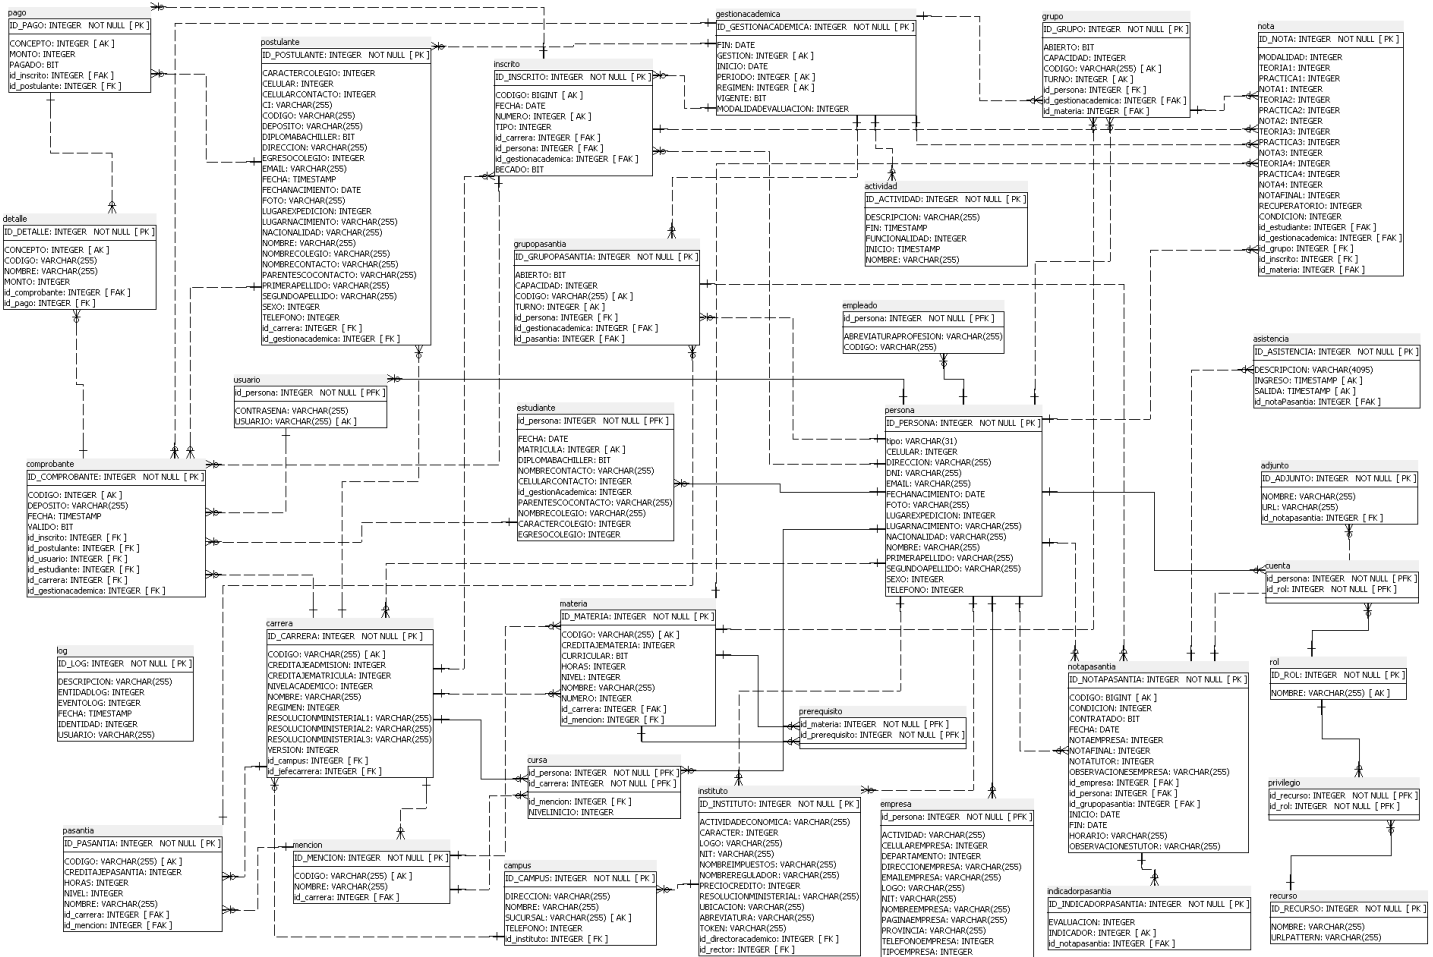 pago
ID_PAGO: INTEGER NOT NULL [ PK ]
CONCEPTO: INTEGER [ AK ]
MONTO: INTEGER
PAGADO: BIT
id_inscrito: INTEGER [ FAK ]
id_postulante: INTEGER [ FK ]
postulante
ID_POSTULANTE: INTEGER NOT NULL [ PK ]
CARACTERCOLEGIO: INTEGER
CELULAR: INTEGER
CELULARCONTACTO: INTEGER
CI: VARCHAR(255)
CODIGO: VARCHAR(255)
DEPOSITO: VARCHAR(255)
DIPLOMABACHILLER: BIT
DIRECCION: VARCHAR(255)
EGRESOCOLEGIO: INTEGER
EMAIL: VARCHAR(255)
FECHA: TIMESTAMP
FECHANACIMIENTO: DATE
FOTO: VARCHAR(255)
LUGAREXPEDICION: INTEGER
LUGARNACIMIENTO: VARCHAR(255)
NACIONALIDAD: VARCHAR(255)
NOMBRE: VARCHAR(255)
NOMBRECOLEGIO: VARCHAR(255)
NOMBRECONTACTO: VARCHAR(255)
PARENTESCOCONTACTO: VARCHAR(255)
PRIMERAPELLIDO: VARCHAR(255)
SEGUNDOAPELLIDO: VARCHAR(255)
SEXO: INTEGER
TELEFONO: INTEGER
id_carrera: INTEGER [ FK ]
id_gestionacademica: INTEGER [ FK ]
inscrito
ID_INSCRITO: INTEGER NOT NULL [ PK ]
CODIGO: BIGINT [ AK ]
FECHA: DATE
NUMERO: INTEGER [ AK ]
TIPO: INTEGER
id_carrera: INTEGER [ FAK ]
id_persona: INTEGER [ FAK ]
id_gestionacademica: INTEGER [ FAK ]
BECADO: BIT
gestionacademica
ID_GESTIONACADEMICA: INTEGER NOT NULL [ PK ]
FIN: DATE
GESTION: INTEGER [ AK ]
INICIO: DATE
PERIODO: INTEGER [ AK ]
REGIMEN: INTEGER [ AK ]
VIGENTE: BIT
MODALIDADEVALUACION: INTEGER
grupo
ID_GRUPO: INTEGER NOT NULL [ PK ]
ABIERTO: BIT
CAPACIDAD: INTEGER
CODIGO: VARCHAR(255) [ AK ]
TURNO: INTEGER [ AK ]
id_persona: INTEGER [ FK ]
id_gestionacademica: INTEGER [ FAK ]
id_materia: INTEGER [ FAK ]
nota
ID_NOTA: INTEGER NOT NULL [ PK ]
MODALIDAD: INTEGER
TEORIA1: INTEGER
PRACTICA1: INTEGER
NOTA1: INTEGER
TEORIA2: INTEGER
PRACTICA2: INTEGER
NOTA2: INTEGER
TEORIA3: INTEGER
PRACTICA3: INTEGER
NOTA3: INTEGER
TEORIA4: INTEGER
PRACTICA4: INTEGER
NOTA4: INTEGER
NOTAFINAL: INTEGER
RECUPERATORIO: INTEGER
CONDICION: INTEGER
id_estudiante: INTEGER [ FAK ]
id_gestionacademica: INTEGER [ FAK ]
id_grupo: INTEGER [ FK ]
id_inscrito: INTEGER [ FK ]
id_materia: INTEGER [ FAK ]
detalle
ID_DETALLE: INTEGER NOT NULL [ PK ]
CONCEPTO: INTEGER [ AK ]
CODIGO: VARCHAR(255)
NOMBRE: VARCHAR(255)
MONTO: INTEGER
id_comprobante: INTEGER [ FAK ]
id_pago: INTEGER [ FK ]
grupopasantia
ID_GRUPOPASANTIA: INTEGER NOT NULL [ PK ]
ABIERTO: BIT
CAPACIDAD: INTEGER
CODIGO: VARCHAR(255) [ AK ]
TURNO: INTEGER [ AK ]
id_persona: INTEGER [ FK ]
id_gestionacademica: INTEGER [ FAK ]
id_pasantia: INTEGER [ FAK ]
actividad
ID_ACTIVIDAD: INTEGER NOT NULL [ PK ]
DESCRIPCION: VARCHAR(255)
FIN: TIMESTAMP
FUNCIONALIDAD: INTEGER
INICIO: TIMESTAMP
NOMBRE: VARCHAR(255)
empleado
id_persona: INTEGER NOT NULL [ PFK ]
ABREVIATURAPROFESION: VARCHAR(255)
CODIGO: VARCHAR(255)
asistencia
ID_ASISTENCIA: INTEGER NOT NULL [ PK ]
DESCRIPCION: VARCHAR(4095)
INGRESO: TIMESTAMP [ AK ]
SALIDA: TIMESTAMP [ AK ]
id_notaPasantia: INTEGER [ FAK ]
usuario
id_persona: INTEGER NOT NULL [ PFK ]
CONTRASENA: VARCHAR(255)
USUARIO: VARCHAR(255) [ AK ]
estudiante
id_persona: INTEGER NOT NULL [ PFK ]
FECHA: DATE
MATRICULA: INTEGER [ AK ]
DIPLOMABACHILLER: BIT
NOMBRECONTACTO: VARCHAR(255)
CELULARCONTACTO: INTEGER
id_gestionAcademica: INTEGER
PARENTESCOCONTACTO: VARCHAR(255)
NOMBRECOLEGIO: VARCHAR(255)
CARACTERCOLEGIO: INTEGER
EGRESOCOLEGIO: INTEGER
persona
ID_PERSONA: INTEGER NOT NULL [ PK ]
tipo: VARCHAR(31)
CELULAR: INTEGER
DIRECCION: VARCHAR(255)
DNI: VARCHAR(255)
EMAIL: VARCHAR(255)
FECHANACIMIENTO: DATE
FOTO: VARCHAR(255)
LUGAREXPEDICION: INTEGER
LUGARNACIMIENTO: VARCHAR(255)
NACIONALIDAD: VARCHAR(255)
NOMBRE: VARCHAR(255)
PRIMERAPELLIDO: VARCHAR(255)
SEGUNDOAPELLIDO: VARCHAR(255)
SEXO: INTEGER
TELEFONO: INTEGER
comprobante
ID_COMPROBANTE: INTEGER NOT NULL [ PK ]
CODIGO: INTEGER [ AK ]
DEPOSITO: VARCHAR(255)
FECHA: TIMESTAMP
VALIDO: BIT
id_inscrito: INTEGER [ FK ]
id_postulante: INTEGER [ FK ]
id_usuario: INTEGER [ FK ]
id_estudiante: INTEGER [ FK ]
id_carrera: INTEGER [ FK ]
id_gestionacademica: INTEGER [ FK ]
adjunto
ID_ADJUNTO: INTEGER NOT NULL [ PK ]
NOMBRE: VARCHAR(255)
URL: VARCHAR(255)
id_notapasantia: INTEGER [ FK ]
cuenta
id_persona: INTEGER NOT NULL [ PFK ]
id_rol: INTEGER NOT NULL [ PFK ]
carrera
ID_CARRERA: INTEGER NOT NULL [ PK ]
CODIGO: VARCHAR(255) [ AK ]
CREDITAJEADMISION: INTEGER
CREDITAJEMATRICULA: INTEGER
NIVELACADEMICO: INTEGER
NOMBRE: VARCHAR(255)
REGIMEN: INTEGER
RESOLUCIONMINISTERIAL1: VARCHAR(255)
RESOLUCIONMINISTERIAL2: VARCHAR(255)
RESOLUCIONMINISTERIAL3: VARCHAR(255)
VERSION: INTEGER
id_campus: INTEGER [ FAK ]
id_jefecarrera: INTEGER [ FK ]
materia
ID_MATERIA: INTEGER NOT NULL [ PK ]
CODIGO: VARCHAR(255) [ AK ]
CREDITAJEMATERIA: INTEGER
CURRICULAR: BIT
HORAS: INTEGER
NIVEL: INTEGER
NOMBRE: VARCHAR(255)
NUMERO: INTEGER
id_carrera: INTEGER [ FAK ]
id_mencion: INTEGER [ FK ]
log
ID_LOG: INTEGER NOT NULL [ PK ]
DESCRIPCION: VARCHAR(255)
ENTIDADLOG: INTEGER
EVENTOLOG: INTEGER
FECHA: TIMESTAMP
IDENTIDAD: INTEGER
USUARIO: VARCHAR(255)
notapasantia
ID_NOTAPASANTIA: INTEGER NOT NULL [ PK ]
CODIGO: BIGINT [ AK ]
CONDICION: INTEGER
CONTRATADO: BIT
FECHA: DATE
NOTAEMPRESA: INTEGER
NOTAFINAL: INTEGER
NOTATUTOR: INTEGER
OBSERVACIONESEMPRESA: VARCHAR(255)
id_empresa: INTEGER [ FAK ]
id_persona: INTEGER [ FAK ]
id_grupopasantia: INTEGER [ FAK ]
INICIO: DATE
FIN: DATE
HORARIO: VARCHAR(255)
OBSERVACIONESTUTOR: VARCHAR(255)
rol
ID_ROL: INTEGER NOT NULL [ PK ]
NOMBRE: VARCHAR(255) [ AK ]
prerequisito
id_materia: INTEGER NOT NULL [ PFK ]
id_prerequisito: INTEGER NOT NULL [ PFK ]
cursa
id_persona: INTEGER NOT NULL [ PFK ]
id_carrera: INTEGER NOT NULL [ PFK ]
id_mencion: INTEGER [ FK ]
NIVELINICIO: INTEGER
privilegio
id_recurso: INTEGER NOT NULL [ PFK ]
id_rol: INTEGER NOT NULL [ PFK ]
pasantia
ID_PASANTIA: INTEGER NOT NULL [ PK ]
CODIGO: VARCHAR(255) [ AK ]
CREDITAJEPASANTIA: INTEGER
HORAS: INTEGER
NIVEL: INTEGER
NOMBRE: VARCHAR(255)
id_carrera: INTEGER [ FAK ]
id_mencion: INTEGER [ FAK ]
mencion
ID_MENCION: INTEGER NOT NULL [ PK ]
CODIGO: VARCHAR(255) [ AK ]
NOMBRE: VARCHAR(255)
id_carrera: INTEGER [ FAK ]
campus
ID_CAMPUS: INTEGER NOT NULL [ PK ]
DIRECCION: VARCHAR(255)
NOMBRE: VARCHAR(255)
SUCURSAL: VARCHAR(255) [ AK ]
TELEFONO: INTEGER
id_instituto: INTEGER [ FK ]
instituto
ID_INSTITUTO: INTEGER NOT NULL [ PK ]
ACTIVIDADECONOMICA: VARCHAR(255)
CARACTER: INTEGER
LOGO: VARCHAR(255)
NIT: VARCHAR(255)
NOMBREIMPUESTOS: VARCHAR(255)
NOMBREREGULADOR: VARCHAR(255)
PRECIOCREDITO: INTEGER
RESOLUCIONMINISTERIAL: VARCHAR(255)
UBICACION: VARCHAR(255)
ABREVIATURA: VARCHAR(255)
TOKEN: VARCHAR(255)
id_directoracademico: INTEGER [ FK ]
id_rector: INTEGER [ FK ]
empresa
id_persona: INTEGER NOT NULL [ PFK ]
ACTIVIDAD: VARCHAR(255)
CELULAREMPRESA: INTEGER
DEPARTAMENTO: INTEGER
DIRECCIONEMPRESA: VARCHAR(255)
EMAILEMPRESA: VARCHAR(255)
LOGO: VARCHAR(255)
NIT: VARCHAR(255)
NOMBREEMPRESA: VARCHAR(255)
PAGINAEMPRESA: VARCHAR(255)
PROVINCIA: VARCHAR(255)
TELEFONOEMPRESA: INTEGER
TIPOEMPRESA: INTEGER
indicadorpasantia
ID_INDICADORPASANTIA: INTEGER NOT NULL [ PK ]
EVALUACION: INTEGER
INDICADOR: INTEGER [ AK ]
id_notapasantia: INTEGER [ FAK ]
recurso
ID_RECURSO: INTEGER NOT NULL [ PK ]
NOMBRE: VARCHAR(255)
URLPATTERN: VARCHAR(255)